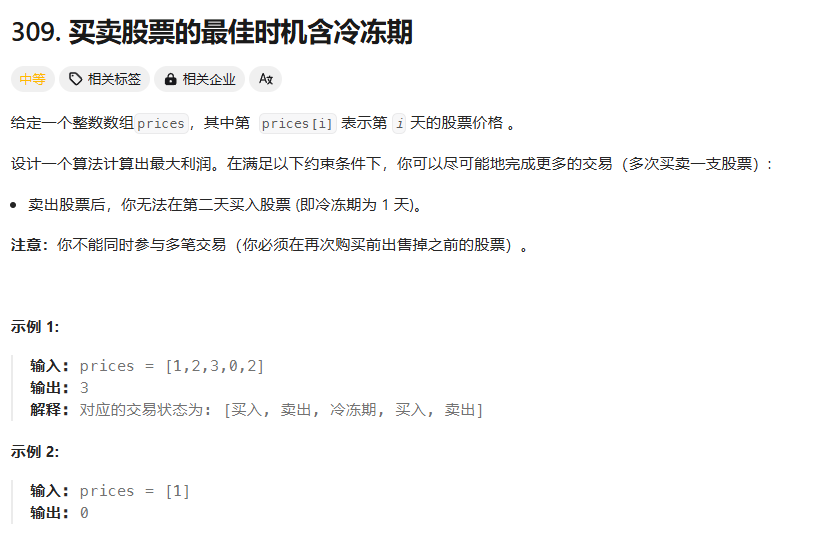 309. 买卖股票的最佳时机含冷冻期
中等 相关标签 相关企业 Aあ
给定一个整数数组prices，其中第 prices[i] 表示第 i 天的股票价格 。
设计一个算法计算出最大利润。在满足以下约束条件下，你可以尽可能地完成更多的交易（多次买卖一支股票）:
• 卖出股票后，你无法在第二天买入股票 (即冷冻期为 1 天)。
注意：你不能同时参与多笔交易（你必须在再次购买前出售掉之前的股票）。
示例 1:
输入: prices = [1,2,3,0,2]
输出: 3
解释: 对应的交易状态为: [买入, 卖出, 冷冻期, 买入, 卖出]
示例 2:
输入: prices = [1]
输出: 0